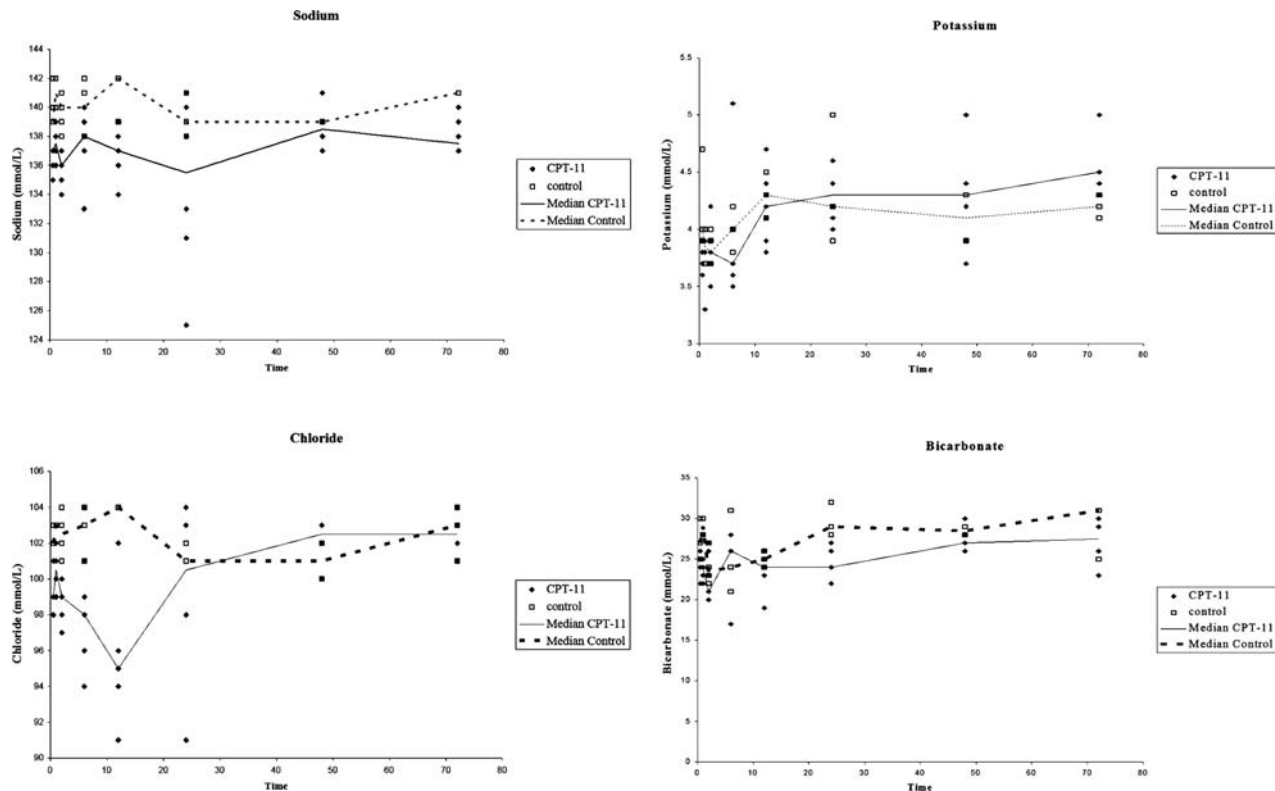 Sodium
Sodium (mmol/L)
144
142
140
138
136
134
132
130
128
126
124
0 10 20 30 40 50 60 70 80
Time
CPT-11
control
Median CPT-11
Median Control
Potassium
Potassium (mmol/L)
5.5
5
4.5
4
3.5
3
0 10 20 30 40 50 60 70 80
Time
CPT-11
control
Median CPT-11
Median Control
Chloride
Chloride (mmol/L)
106
104
102
100
98
96
94
92
90
0 10 20 30 40 50 60 70 80
Time
CPT-11
control
Median CPT-11
Median Control
Bicarbonate
Bicarbonate (mmol/L)
35
30
25
20
15
10
5
0
0 10 20 30 40 50 60 70 80
Time
CPT-11
control
Median CPT-11
Median Control